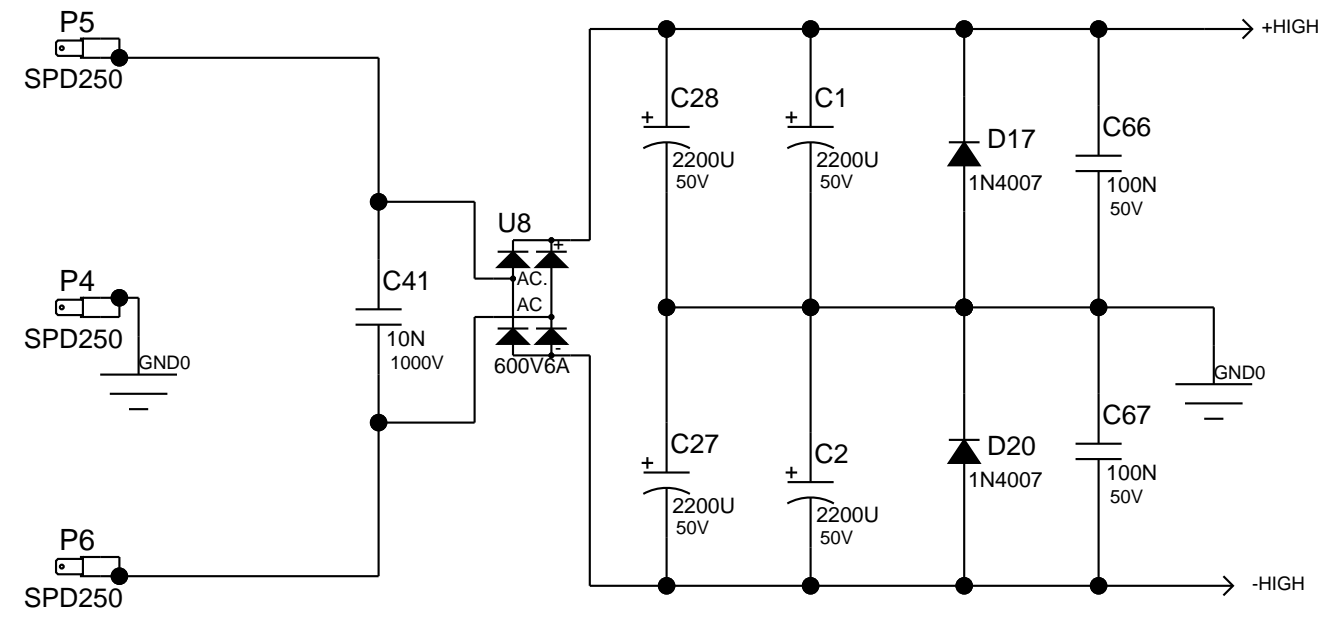 P5
SPD250
P4
SPD250
GND0
P6
SPD250
C41
10N
1000V
U8
+
AC.
AC
-
600V6A
+
C28
2200U
50V
+
C1
2200U
50V
D17
1N4007
C66
100N
50V
+HIGH
+
C27
2200U
50V
+
C2
2200U
50V
D20
1N4007
C67
100N
50V
GND0
-HIGH